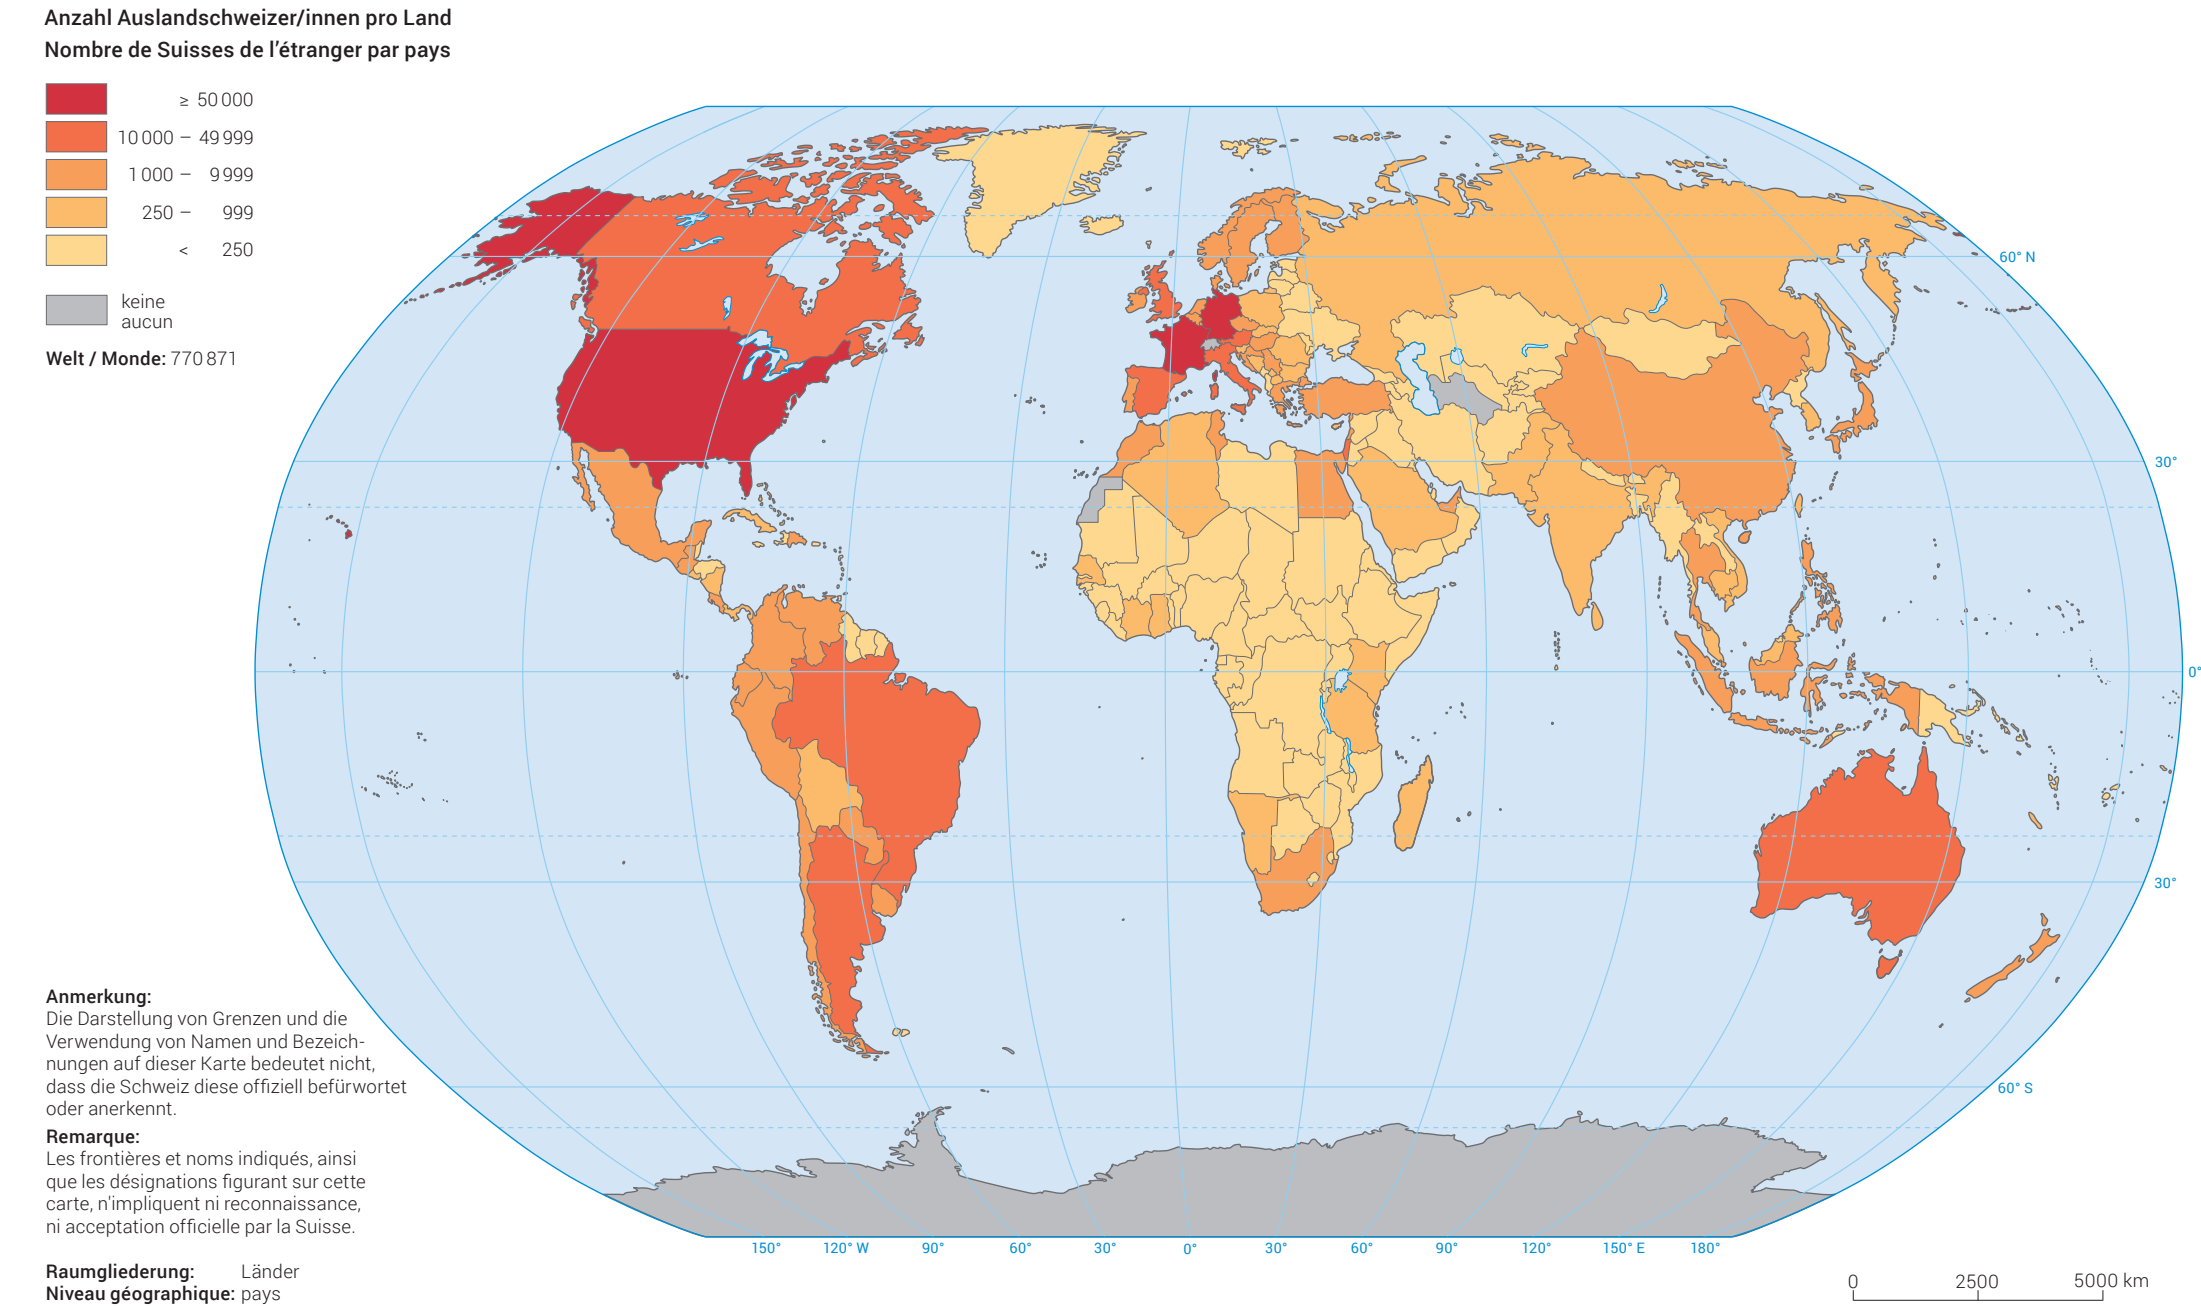 Anzahl Auslandschweizer/innen pro Land
Nombre de Suisses de l'étranger par pays
≥ 50 000
10 000 – 49 999
1 000 – 9 999
250 – 999
< 250
keine
aucun
Welt / Monde: 770 871
60° N
30°
0°
30°
60° S
Anmerkung:
Die Darstellung von Grenzen und die
Verwendung von Namen und Bezeich-
nungen auf dieser Karte bedeutet nicht,
dass die Schweiz diese offiziell befürwortet
oder anerkennt.
Remarque:
Les frontières et noms indiqués, ainsi
que les désignations figurant sur cette
carte, n'impliquent ni reconnaissance,
ni acceptation officielle par la Suisse.
150° 120° W 90° 60° 30° 0° 30° 60° 90° 120° 150° E 180°
Raumgliederung: Länder
Niveau géographique: pays
0 2500 5000 km